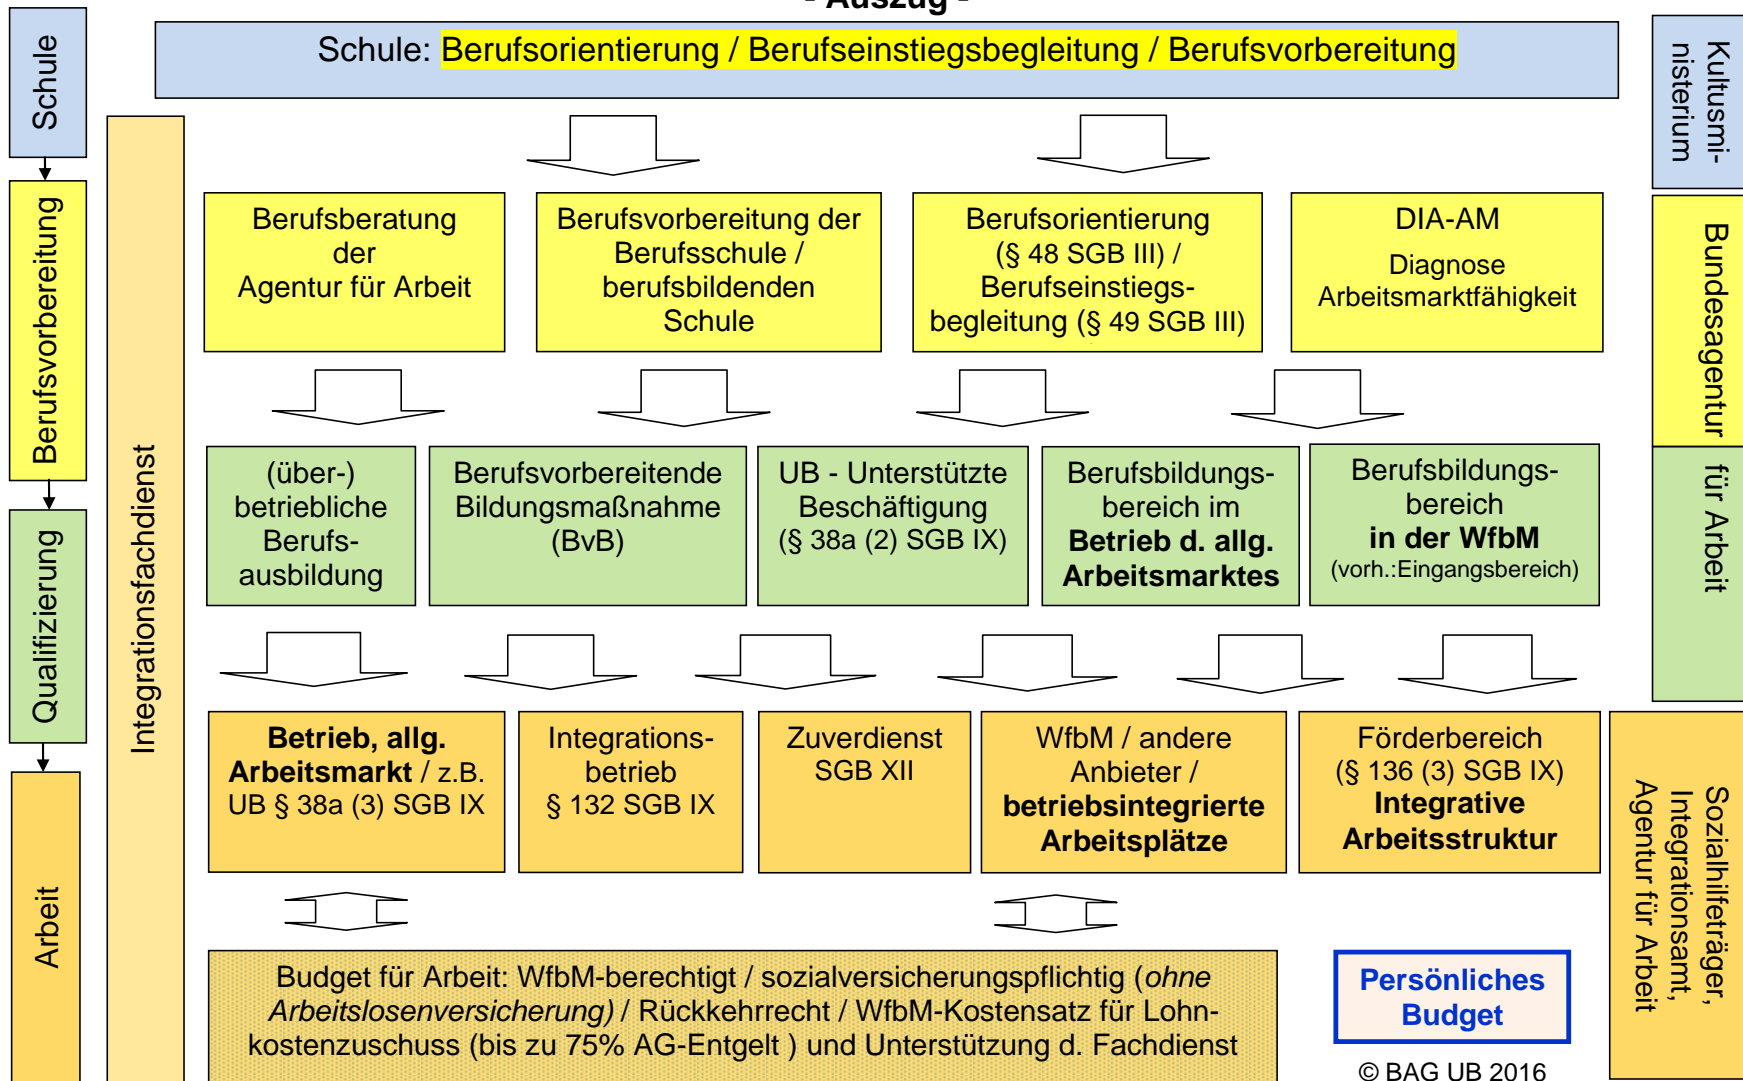 - Auszug -
Schule
Schule: Berufsorientierung / Berufseinstiegsbegleitung / Berufsvorbereitung
Kultusmi-
nisterium
Berufsvorbereitung
Integrationsfachdienst
Berufsberatung
der
Agentur für Arbeit
Berufsvorbereitung der
Berufsschule /
berufsbildenden
Schule
Berufsorientierung
(§ 48 SGB III) /
Berufseinstiegs-
begleitung (§ 49 SGB III)
DIA-AM
Diagnose
Arbeitsmarktfähigkeit
Bundesagentur
für Arbeit
Qualifizierung
(über-)
betriebliche
Berufs-
ausbildung
Berufsvorbereitende
Bildungsmaßnahme
(BvB)
UB - Unterstützte
Beschäftigung
(§ 38a (2) SGB IX)
Berufsbildungs-
bereich im
Betrieb d. allg.
Arbeitsmarktes
Berufsbildungs-
bereich
in der WfbM
(vorh.:Eingangsbereich)
Arbeit
Betrieb, allg.
Arbeitsmarkt / z.B.
UB § 38a (3) SGB IX
Integrations-
betrieb
§ 132 SGB IX
Zuverdienst
SGB XII
WfbM / andere
Anbieter /
betriebsintegrierte
Arbeitsplätze
Förderbereich
(§ 136 (3) SGB IX)
Integrative
Arbeitsstruktur
Sozialhilfeträger,
Integrationsamt,
Agentur für Arbeit
Budget für Arbeit: WfbM-berechtigt / sozialversicherungspflichtig (ohne
Arbeitslosenversicherung) / Rückkehrrecht / WfbM-Kostensatz für Lohn-
kostenzuschuss (bis zu 75% AG-Entgelt ) und Unterstützung d. Fachdienst
Persönliches
Budget
© BAG UB 2016